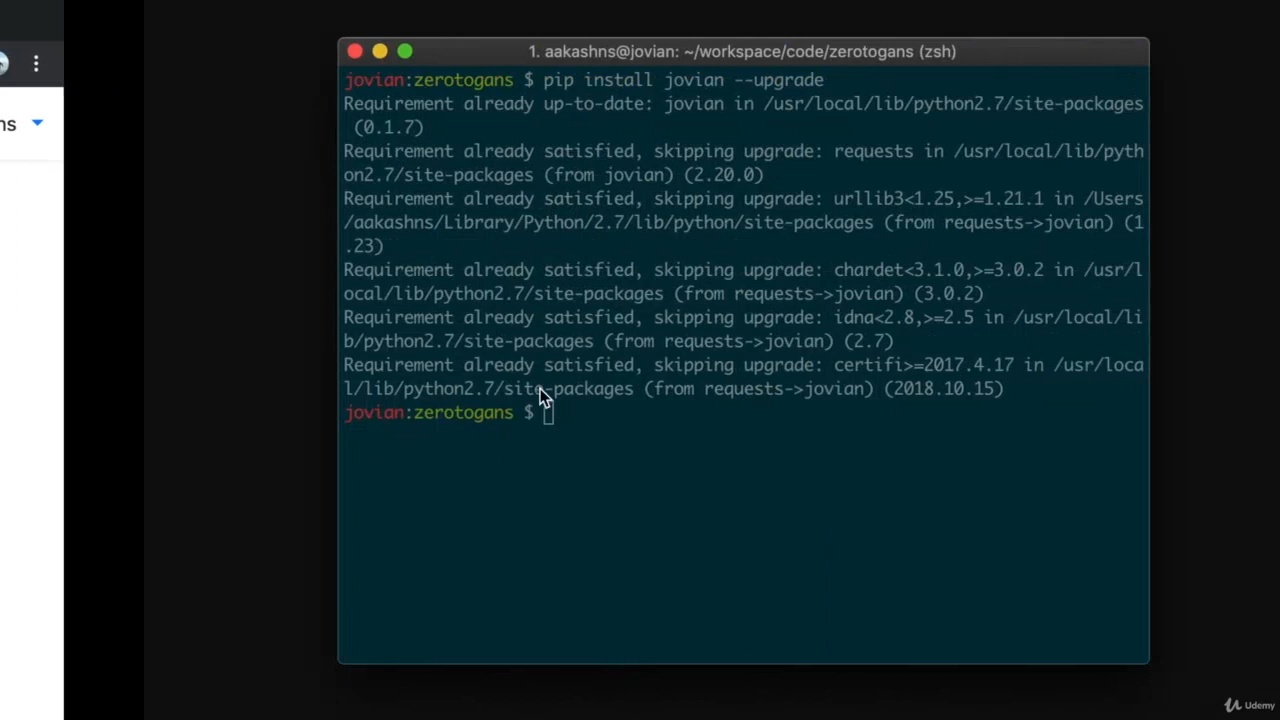 ns
1. aakashns@jovian: ~/workspace/code/zerotogans (zsh)
jovian:zerotogans $ pip install jovian --upgrade
Requirement already up-to-date: jovian in /usr/local/lib/python2.7/site-packages
(0.1.7)
Requirement already satisfied, skipping upgrade: requests in /usr/local/lib/pyth
on2.7/site-packages (from jovian) (2.20.0)
Requirement already satisfied, skipping upgrade: urllib3<1.25,>=1.21.1 in /Users
/aakashns/Library/Python/2.7/lib/python/site-packages (from requests->jovian) (1
.23)
Requirement already satisfied, skipping upgrade: chardet<3.1.0,>=3.0.2 in /usr/l
ocal/lib/python2.7/site-packages (from requests->jovian) (3.0.2)
Requirement already satisfied, skipping upgrade: idna<2.8,>=2.5 in /usr/local/li
b/python2.7/site-packages (from requests->jovian) (2.7)
Requirement already satisfied, skipping upgrade: certifi>=2017.4.17 in /usr/loca
l/lib/python2.7/site-packages (from requests->jovian) (2018.10.15)
jovian:zerotogans $
Udemy